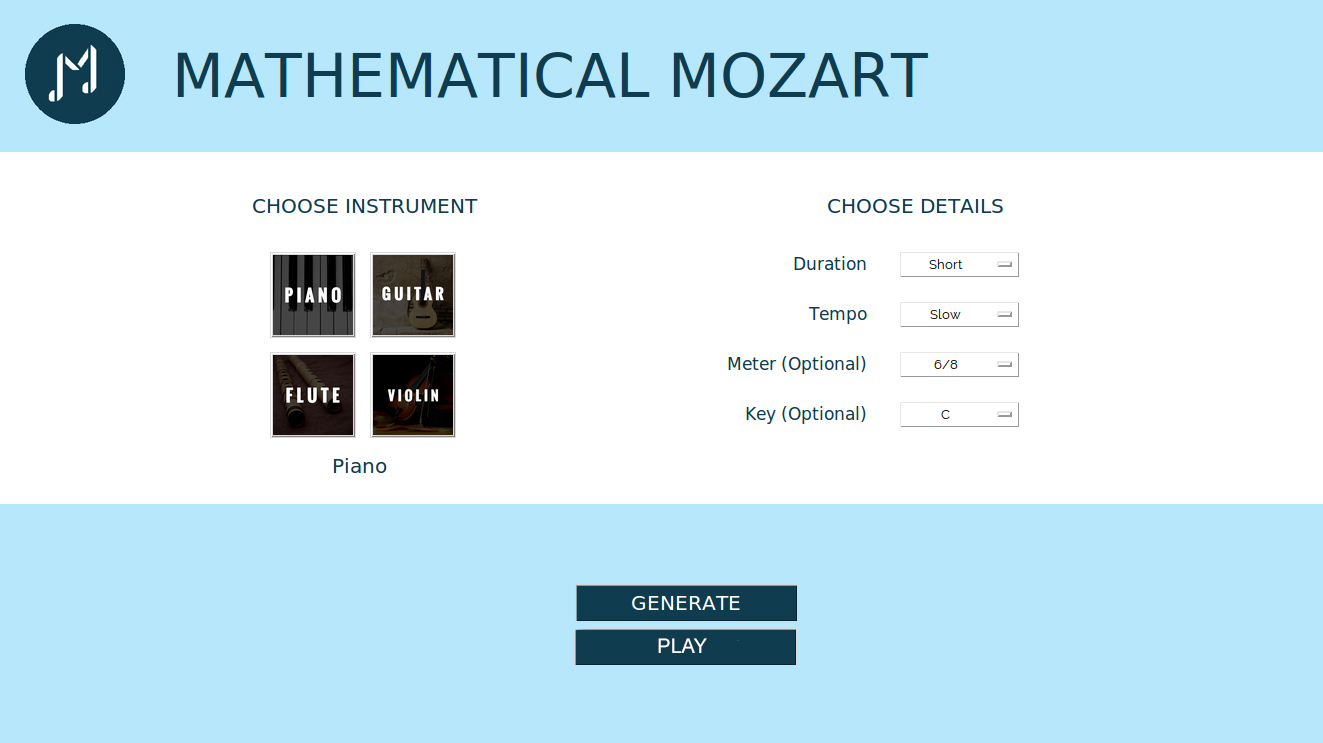 MATHEMATICAL MOZART
CHOOSE INSTRUMENT
PIANO
GUITAR
FLUTE
VIOLIN
Piano
CHOOSE DETAILS
Duration Short
Tempo Slow
Meter (Optional) 6/8
Key (Optional) C
GENERATE
PLAY